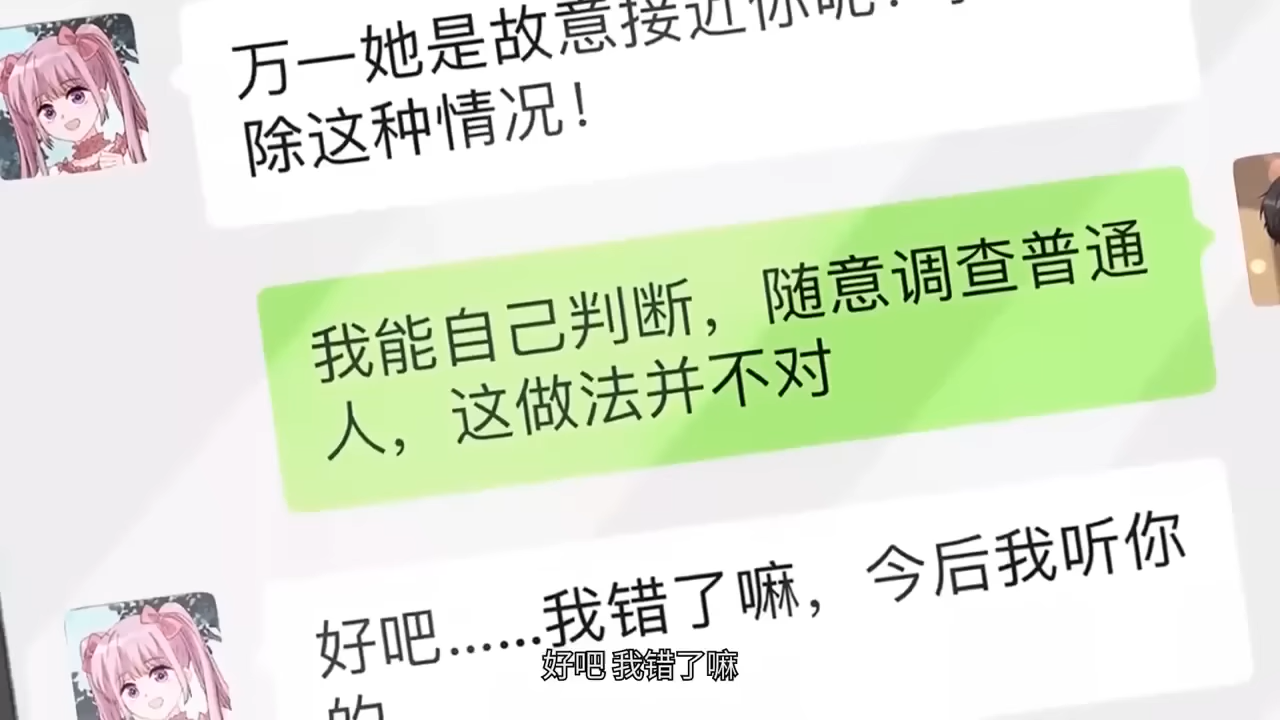 万一她是故意接近你呢？
除这种情况！
我能自己判断，随意调查普通
人，这做法并不对
好吧……我错了嘛，今后我听你
的
好吧 我错了嘛